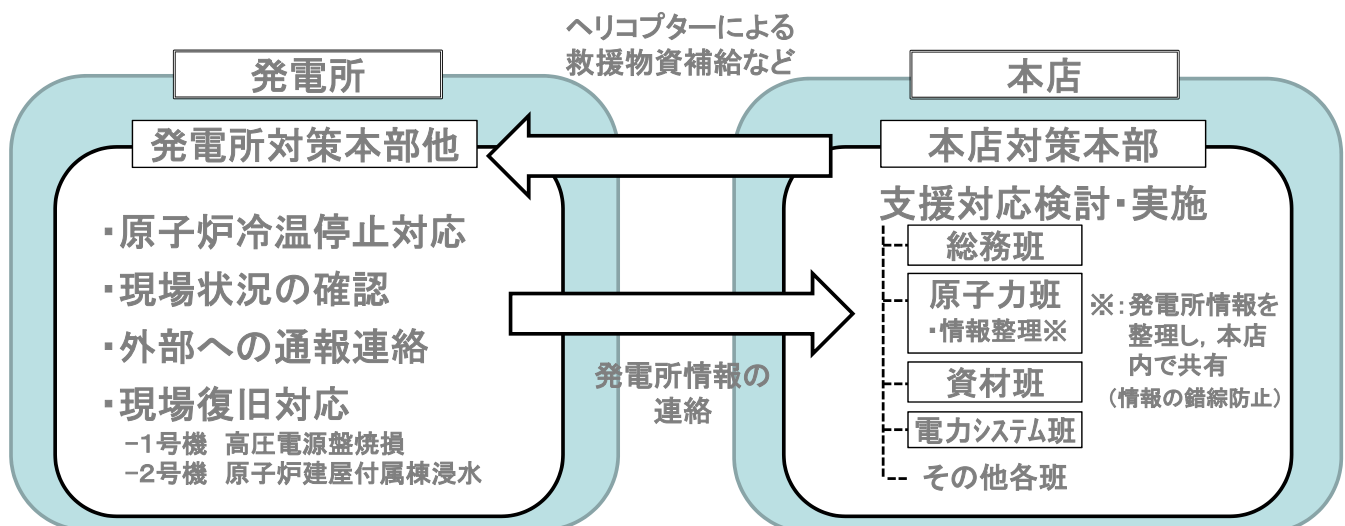 ヘリコプターによる
救援物資補給など
発電所
発電所対策本部他
・原子炉冷温停止対応
・現場状況の確認
・外部への通報連絡
・現場復旧対応
-1号機 高圧電源盤焼損
-2号機 原子炉建屋付属棟浸水
発電所情報の
連絡
本店
本店対策本部
支援対応検討・実施
総務班
原子力班
・情報整理※
資材班
電力システム班
その他各班
※:発電所情報を
整理し，本店
内で共有
（情報の錯綜防止）